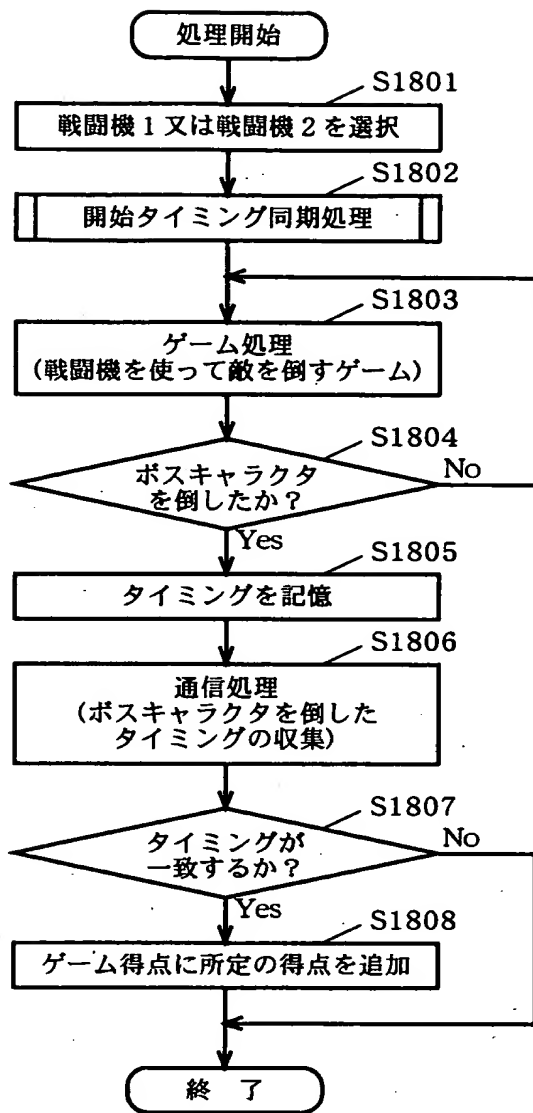 処理開始
S1801
戦闘機1又は戦闘機2を選択
S1802
開始タイミング同期処理
S1803
ゲーム処理
(戦闘機を使って敵を倒すゲーム)
S1804
ボスキャラクタ
を倒したか?
No
Yes
S1805
タイミングを記憶
S1806
通信処理
(ボスキャラクタを倒した
タイミングの収集)
S1807
タイミングが
一致するか?
No
Yes
S1808
ゲーム得点に所定の得点を追加
終 了